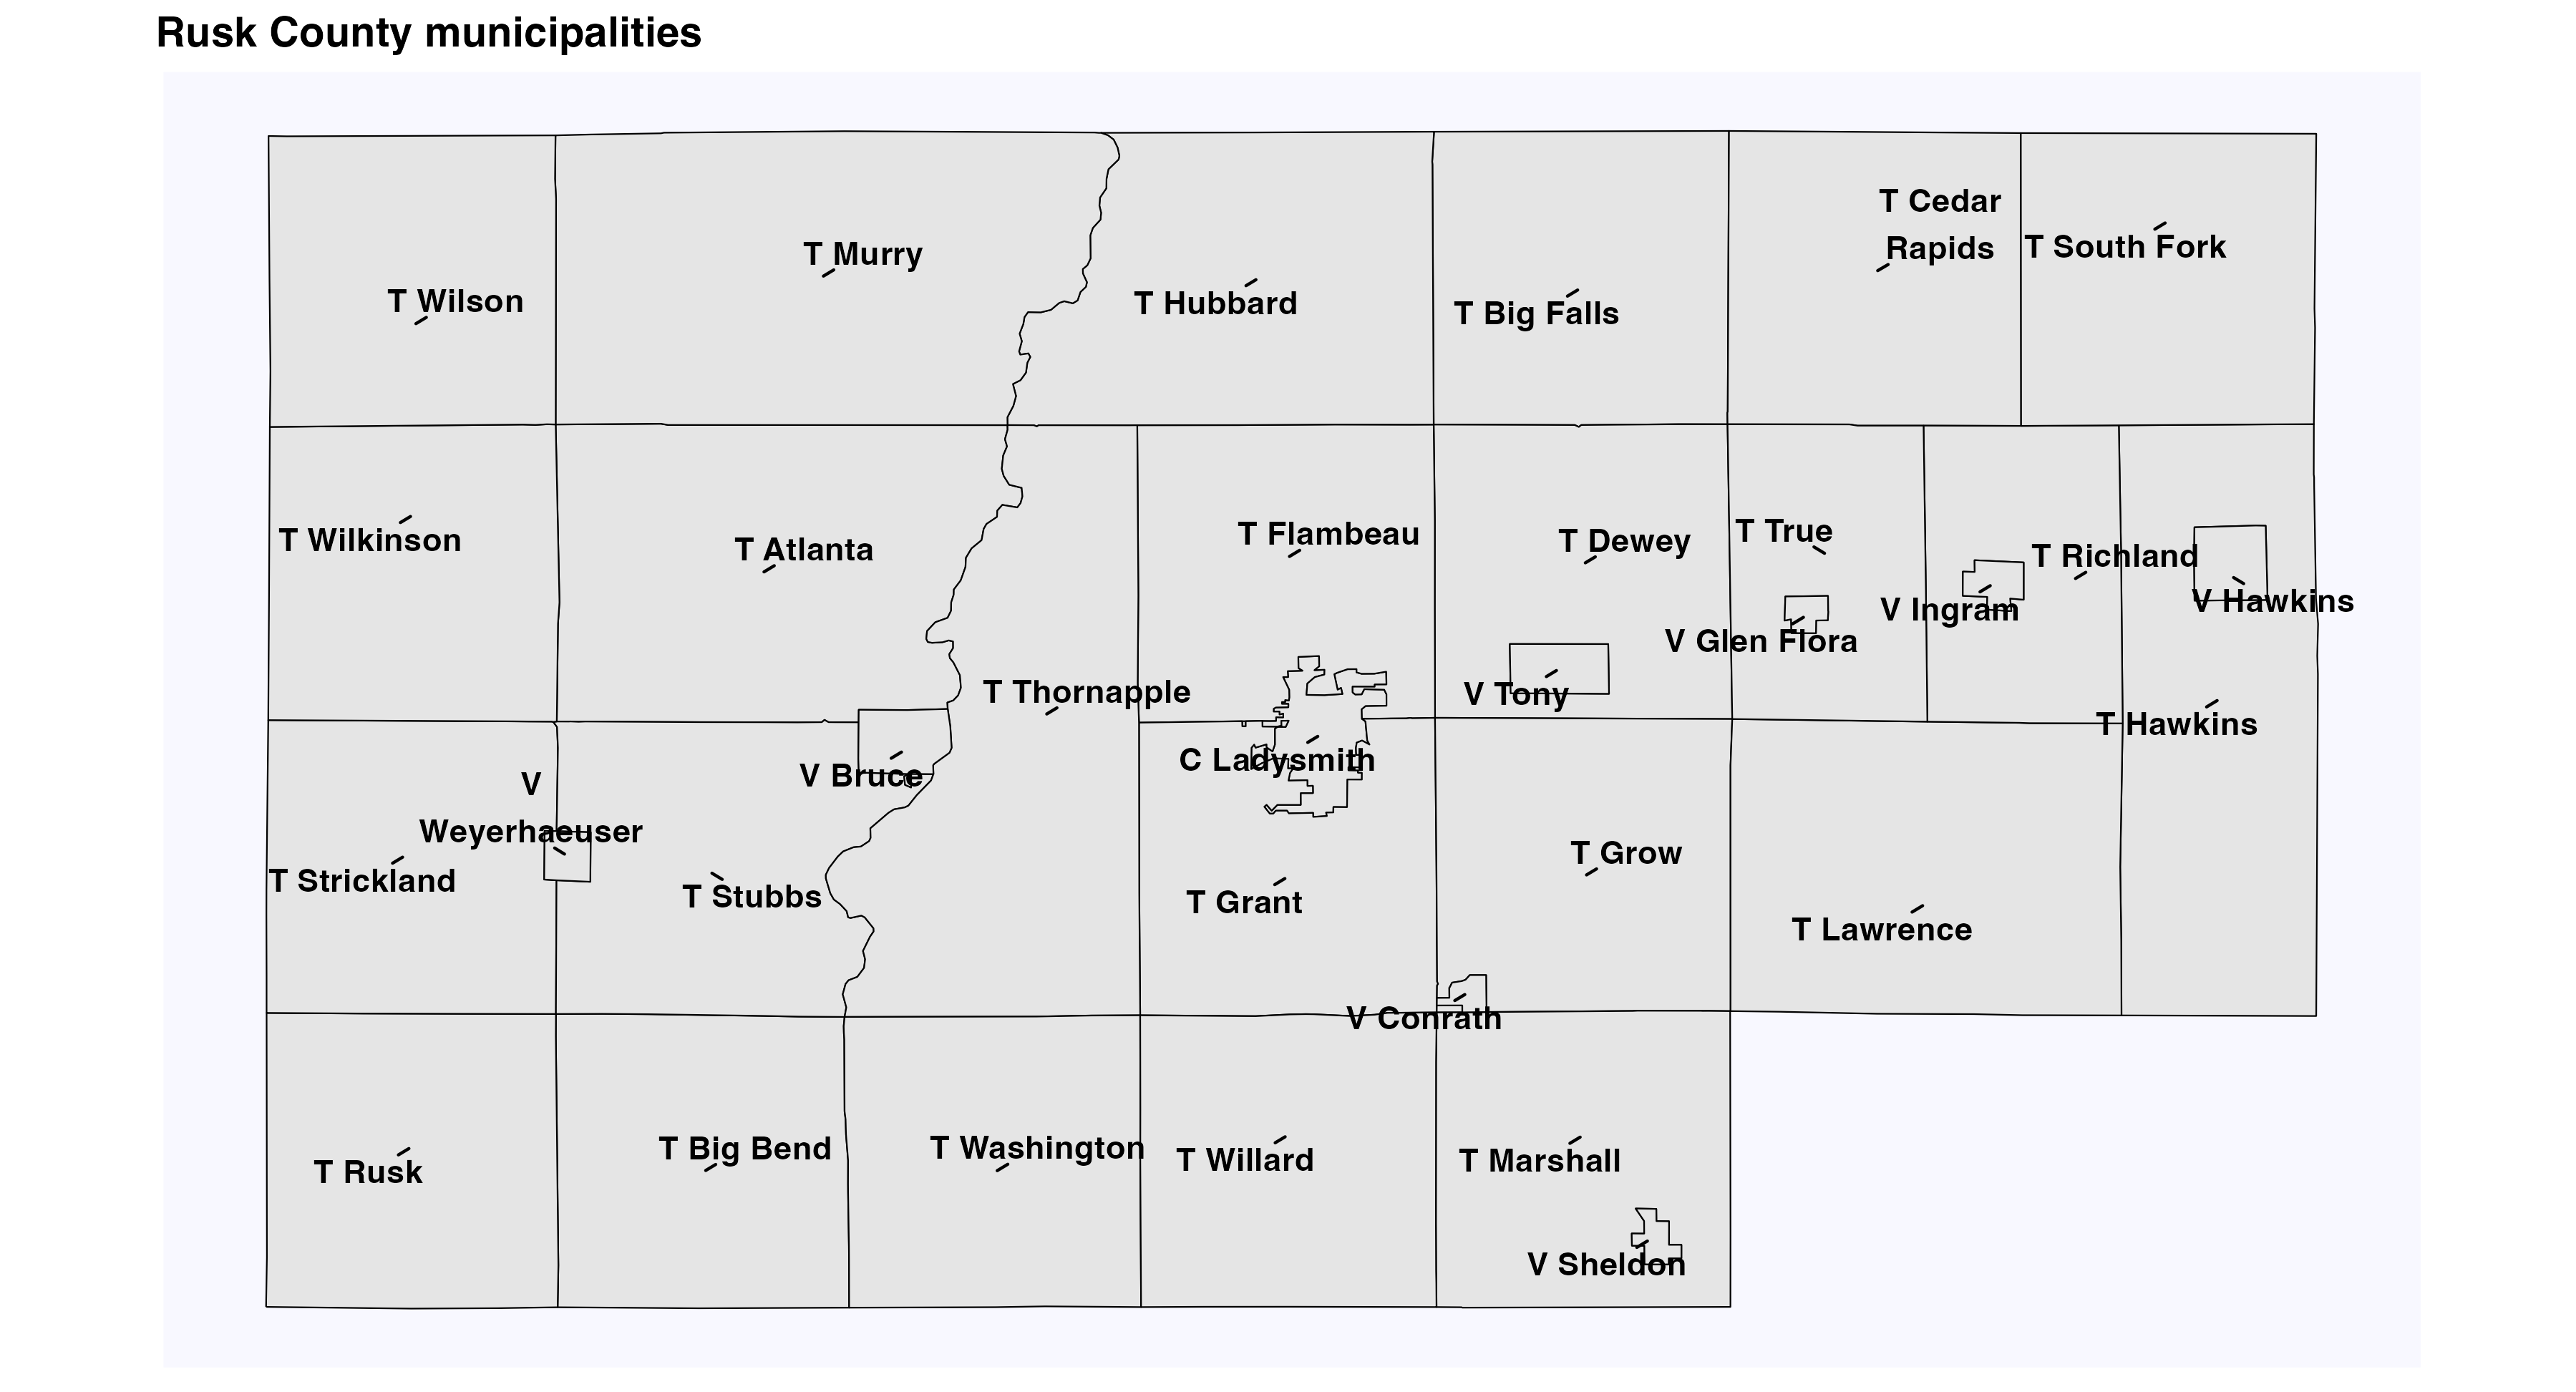 Rusk County municipalities
T Cedar
Rapids
T South Fork
T Murry
T Wilson
T Hubbard
T Big Falls
T Wilkinson
T Atlanta
T Flambeau
T Dewey
T True
T Richland
V Hawkins
V Ingram
V Glen Flora
T Thornapple
V Tony
T Hawkins
C Ladysmith
V Bruce
V
Weyerhaeuser
T Strickland
T Stubbs
T Grant
T Grow
T Lawrence
V Conrath
T Rusk
T Big Bend
T Washington
T Willard
T Marshall
V Sheldon